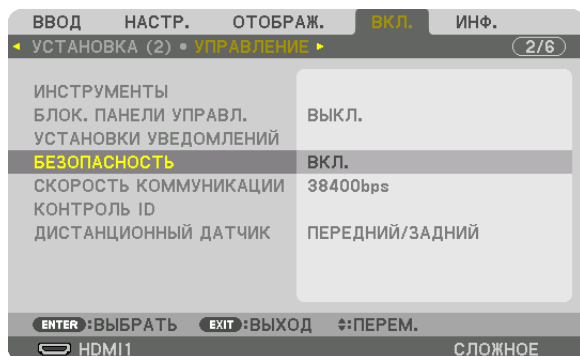 ВВОД НАСТР. ОТОБРАЖ. ВКЛ. ИНФ.
УСТАНОВКА (2) • УПРАВЛЕНИЕ 2/6
ИНСТРУМЕНТЫ
БЛОК. ПАНЕЛИ УПРАВЛ. ВЫКЛ.
УСТАНОВКИ УВЕДОМЛЕНИЙ
БЕЗОПАСНОСТЬ ВКЛ.
СКОРОСТЬ КОММУНИКАЦИИ 38400bps
КОНТРОЛЬ ID
ДИСТАНЦИОННЫЙ ДАТЧИК ПЕРЕДНИЙ/ЗАДНИЙ
ENTER:ВЫБРАТЬ EXIT:ВЫХОД :ПЕРЕМ.
HDMI1 СЛОЖНОЕ